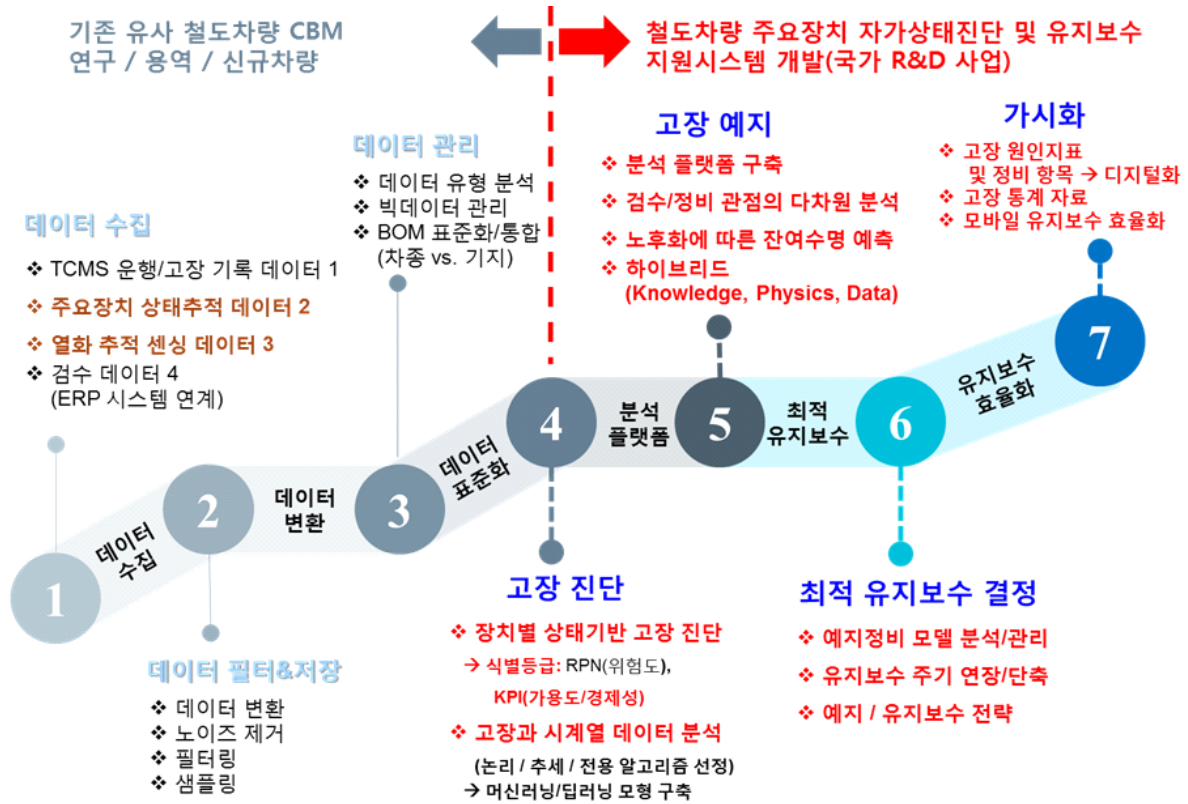 기존 유사 철도차량 CBM
연구 / 용역 / 신규차량
철도차량 주요장치 자가상태진단 및 유지보수
지원시스템 개발(국가 R&D 사업)
데이터 수집
❖ TCMS 운행/고장 기록 데이터 1
❖ 주요장치 상태추적 데이터 2
❖ 열화 추적 센싱 데이터 3
❖ 검수 데이터 4
(ERP 시스템 연계)
데이터 관리
❖ 데이터 유형 분석
❖ 빅데이터 관리
❖ BOM 표준화/통합
(차종 vs. 기지)
고장 예지
❖ 분석 플랫폼 구축
❖ 검수/정비 관점의 다차원 분석
❖ 노후화에 따른 잔여수명 예측
❖ 하이브리드
(Knowledge, Physics, Data)
가시화
❖ 고장 원인지표
및 정비 항목 → 디지털화
❖ 고장 통계 자료
❖ 모바일 유지보수 효율화
1
데이터
수집
2
데이터
변환
3
데이터
표준화
4
분석
플랫폼
5
최적
유지보수
6
유지보수
효율화
7
데이터 필터&저장
❖ 데이터 변환
❖ 노이즈 제거
❖ 필터링
❖ 샘플링
고장 진단
❖ 장치별 상태기반 고장 진단
→ 식별등급: RPN(위험도),
KPI(가용도/경제성)
❖ 고장과 시계열 데이터 분석
(논리 / 추세 / 전용 알고리즘 선정)
→ 머신러닝/딥러닝 모형 구축
최적 유지보수 결정
❖ 예지정비 모델 분석/관리
❖ 유지보수 주기 연장/단축
❖ 예지 / 유지보수 전략